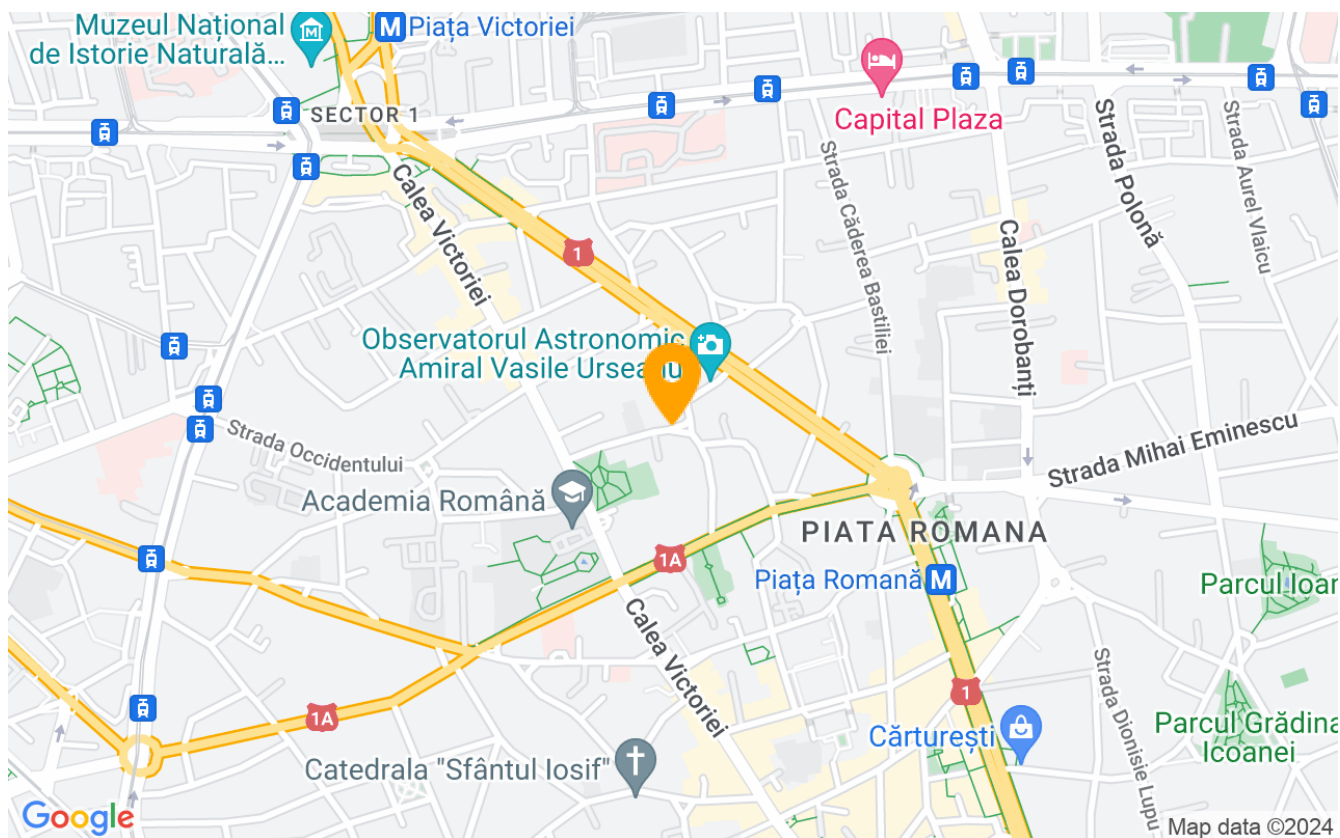 Muzeul Național
de Istorie Naturală...
Piața Victoriei
M
SECTOR 1
Capital Plaza
Strada Polonă
Strada Aurel Vlaicu
Strada Căderea Bastiliei
Calea Victoriei
Calea Dorobanți
1
Observatorul Astronomic
Amiral Vasile Urseanu
Strada Occidentului
Strada Mihai Eminescu
Academia Română
PIATA ROMANA
1A
Piața Romană
M
Parcul Ioan
Calea Victoriei
Strada Dionisie Lupu
1
1A
Cărturești
Parcul Grădina
Icoanei
Catedrala "Sfântul Iosif"
Google
Map data ©2024